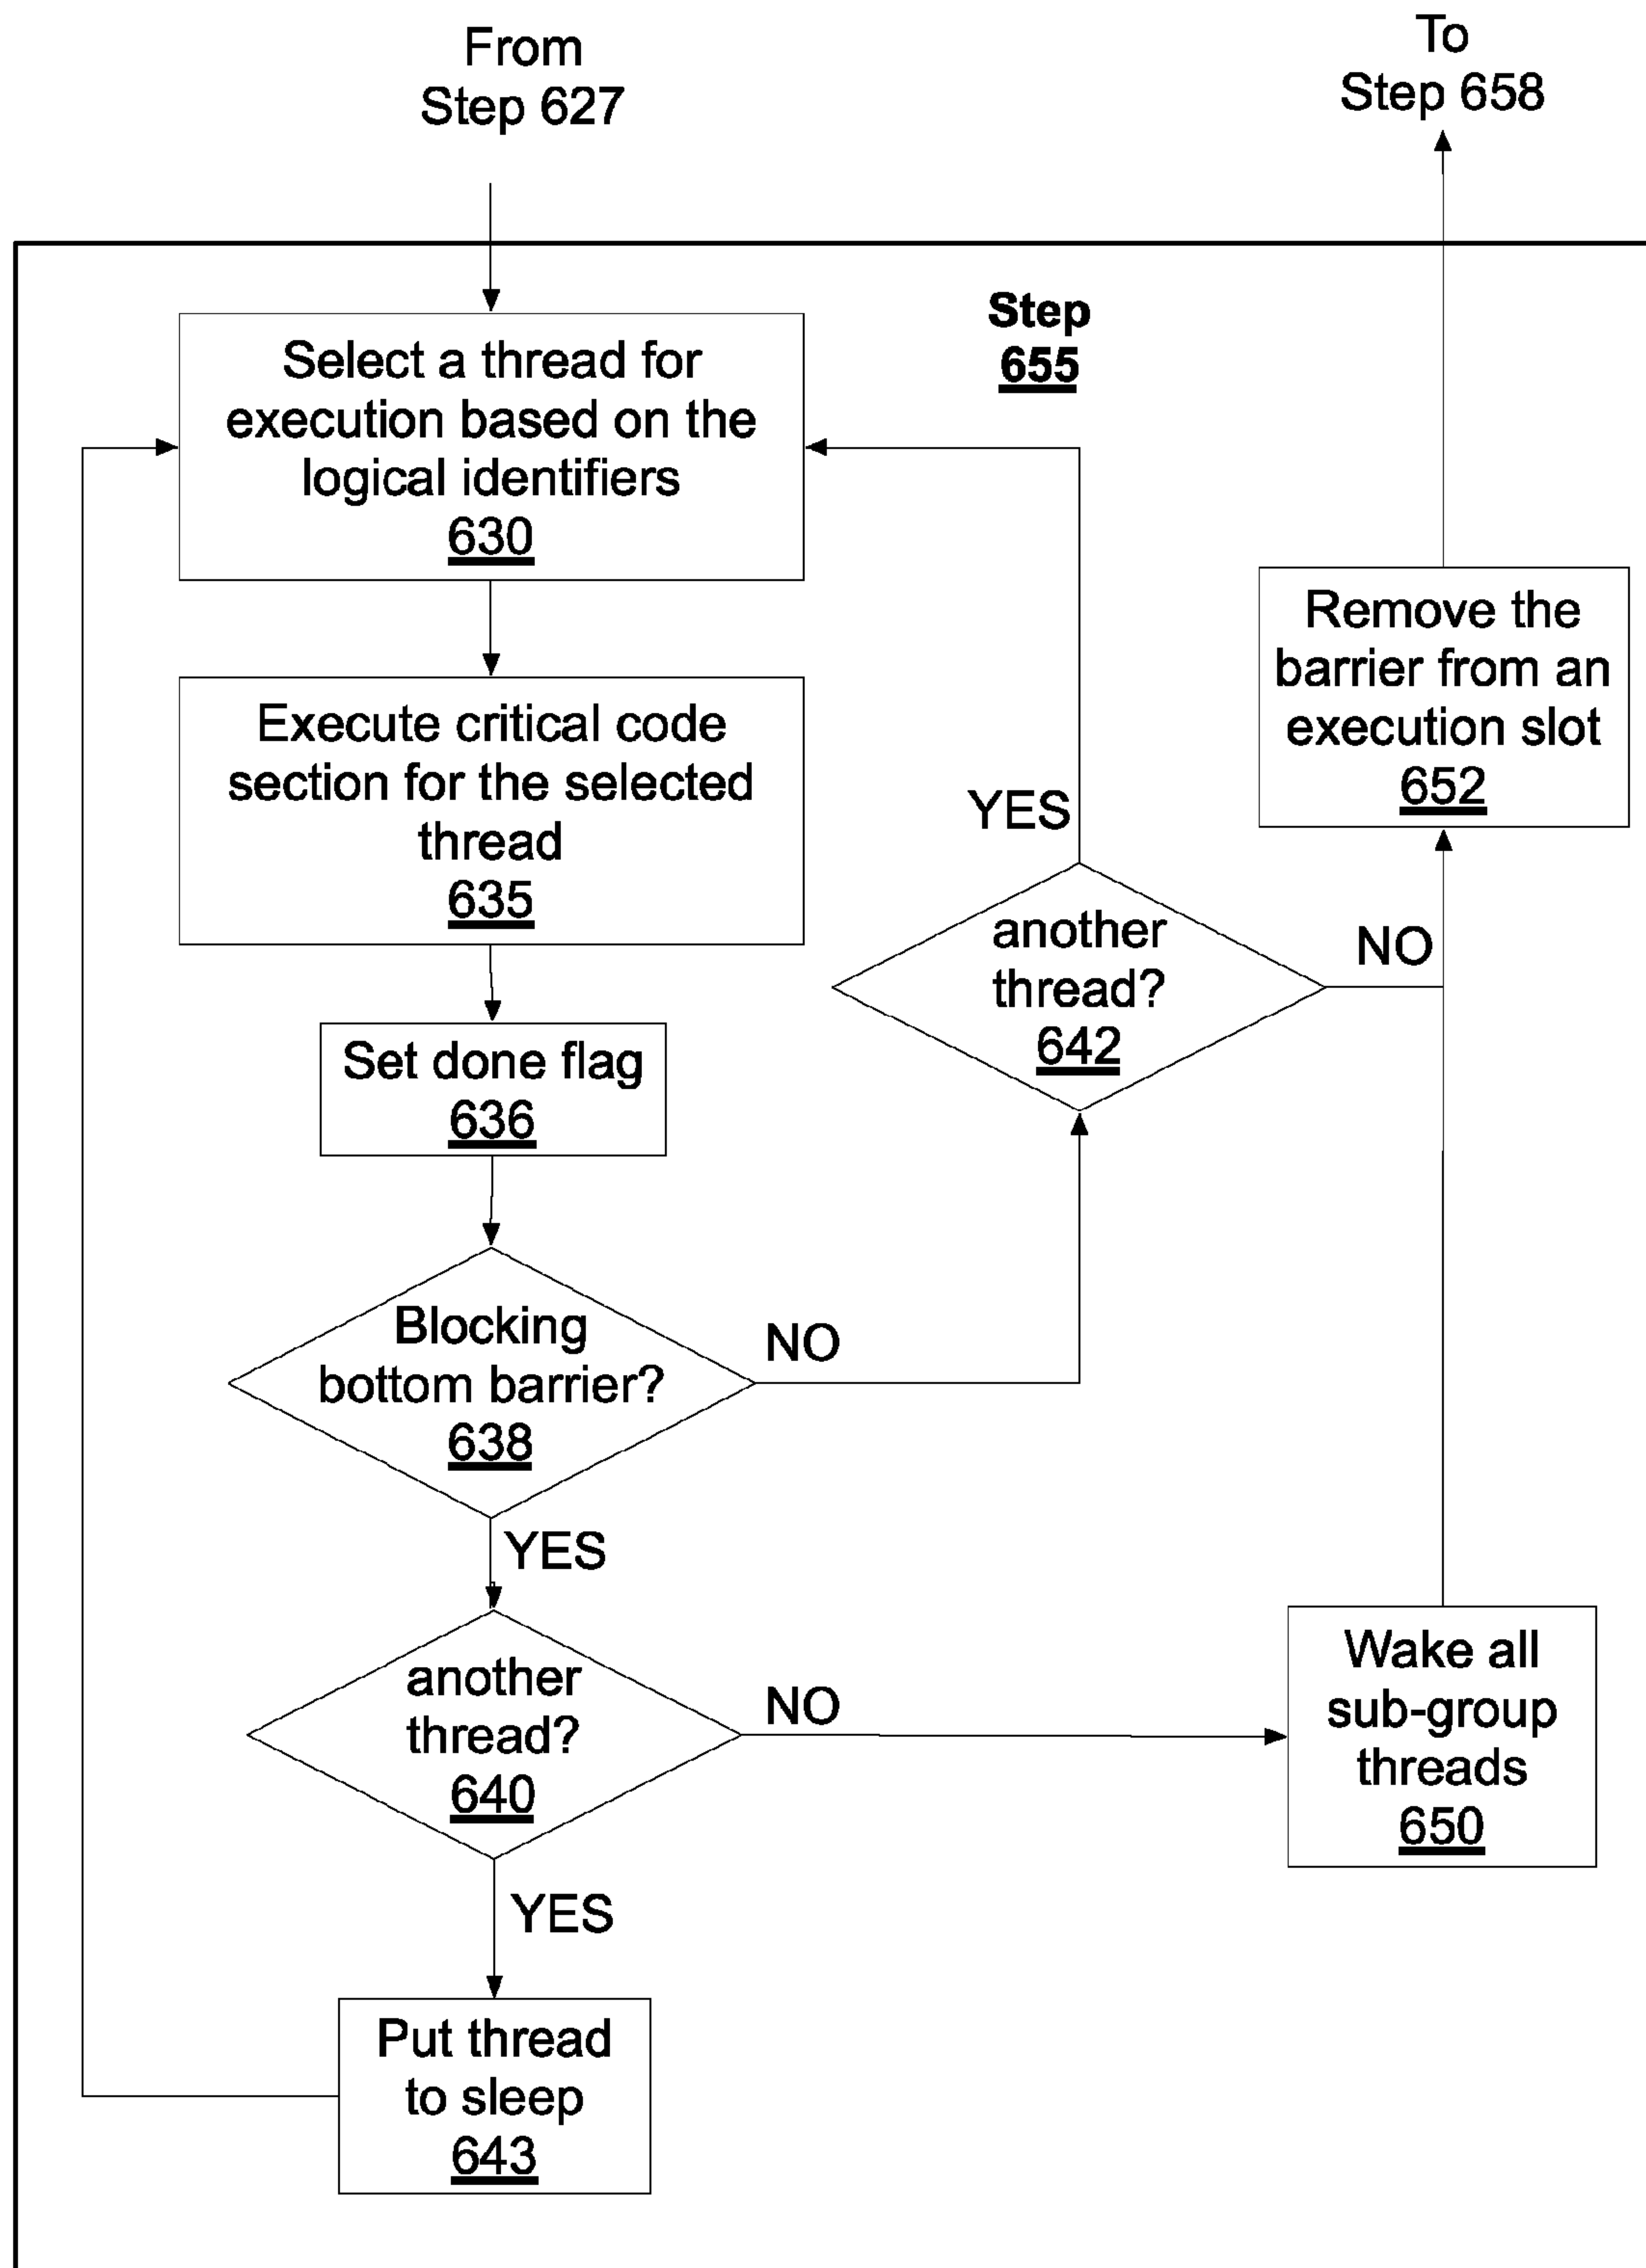 From
Step 627
To
Step 658
Step
655
Select a thread for
execution based on the
logical identifiers
630
Execute critical code
section for the selected
thread
635
Remove the
barrier from an
execution slot
652
YES
another
thread?
642
NO
Set done flag
636
Blocking
bottom barrier?
638
NO
YES
another
thread?
640
NO
Wake all
sub-group
threads
650
YES
Put thread
to sleep
643